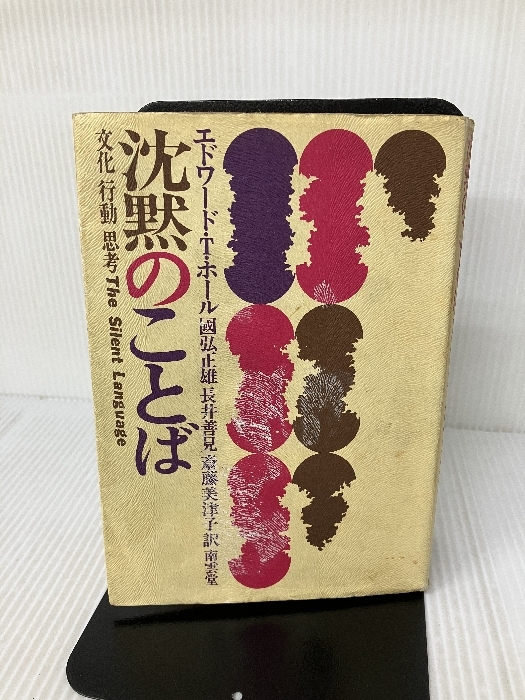 エドワード・T・ホール 國弘正雄 長井善見 斎藤美津子 訳 南雲堂
沈黙のことば
文化 行動 思考 The Silent Language